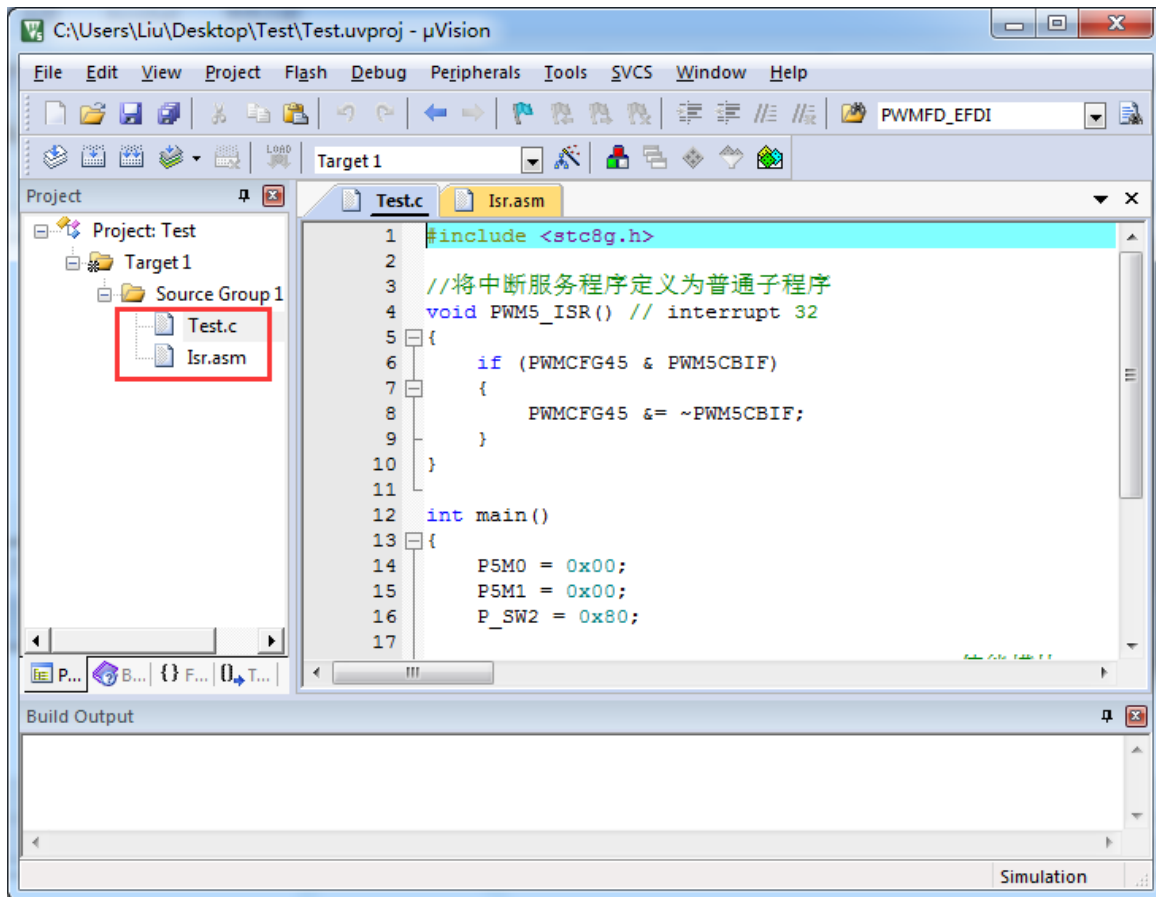 C:\Users\Liu\Desktop\Test\Test.uvproj - µVision
File Edit View Project Flash Debug Peripherals Tools SVCS Window Help
PWMFD_EFDI
LOAD Target 1
Project
Project: Test
Target 1
Source Group 1
Test.c
Isr.asm
P... B... {} F... 0 T...
Test.c Isr.asm
1 #include <stc8g.h>
2
3 //将中断服务程序定义为普通子程序
4 void PWM5_ISR() // interrupt 32
5 {
6 if (PWMCFG45 & PWM5CBIF)
7 {
8 PWMCFG45 &= ~PWM5CBIF;
9 }
10 }
11
12 int main()
13 {
14 P5M0 = 0x00;
15 P5M1 = 0x00;
16 P_SW2 = 0x80;
17
Build Output
Simulation